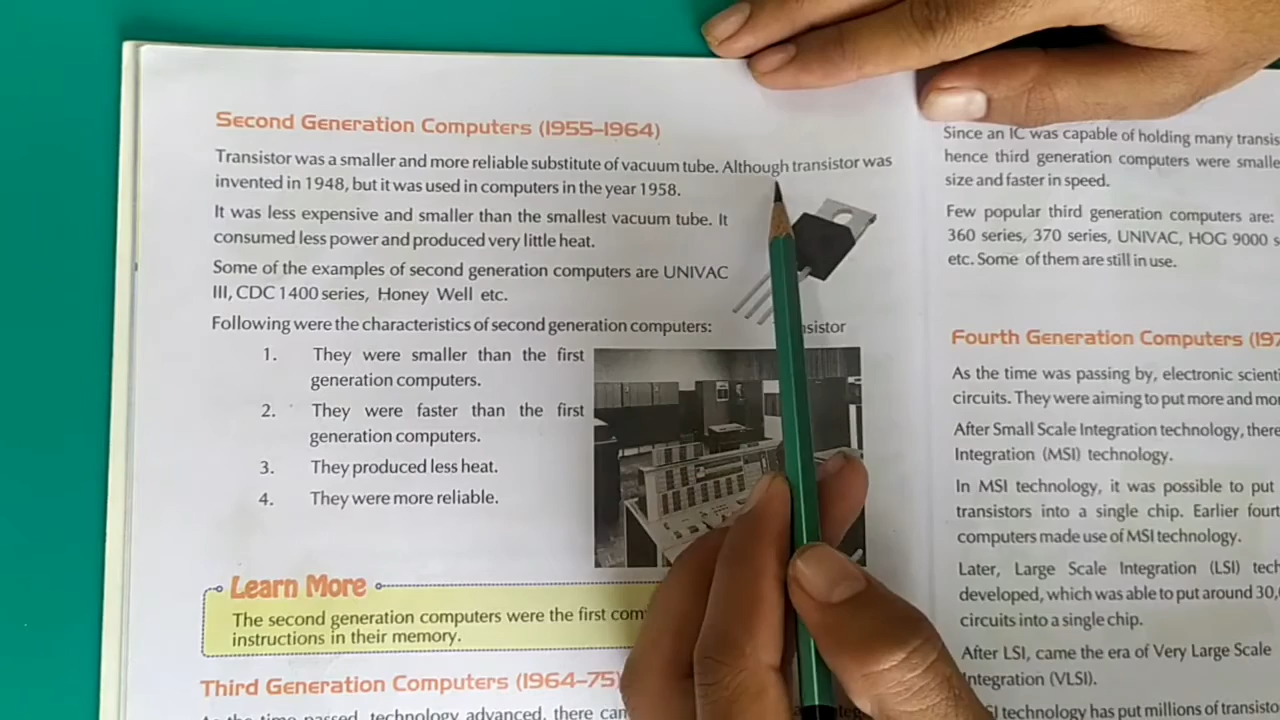 Second Generation Computers (1955–1964)
Transistor was a smaller and more reliable substitute of vacuum tube. Although transistor was
invented in 1948, but it was used in computers in the year 1958.
It was less expensive and smaller than the smallest vacuum tube. It
consumed less power and produced very little heat.
Some of the examples of second generation computers are UNIVAC
III, CDC 1400 series, Honey Well etc.
Following were the characteristics of second generation computers:
1. They were smaller than the first
generation computers.
2. They were faster than the first
generation computers.
3. They produced less heat.
4. They were more reliable.
Learn More
The second generation computers were the first
instructions in their memory.
Third Generation Computers (1964–75)
technology advanced, there
Since an IC was capable of holding many
hence third generation computers were
size and faster in speed.
Few popular third generation computers are:
360 series, 370 series, UNIVAC, HOG 9000
etc. Some of them are still in use.
Fourth Generation Computers
As the time was passing by, electronic
circuits. They were aiming to put more and
After Small Scale Integration technology,
Integration (MSI) technology.
In MSI technology, it was possible to put
transistors into a single chip. Earlier
computers made use of MSI technology.
Later, Large Scale Integration (LSI)
developed, which was able to put around
circuits into a single chip.
After LSI, came the era of Very Large Scale
Integration (VLSI).
technology has put millions of